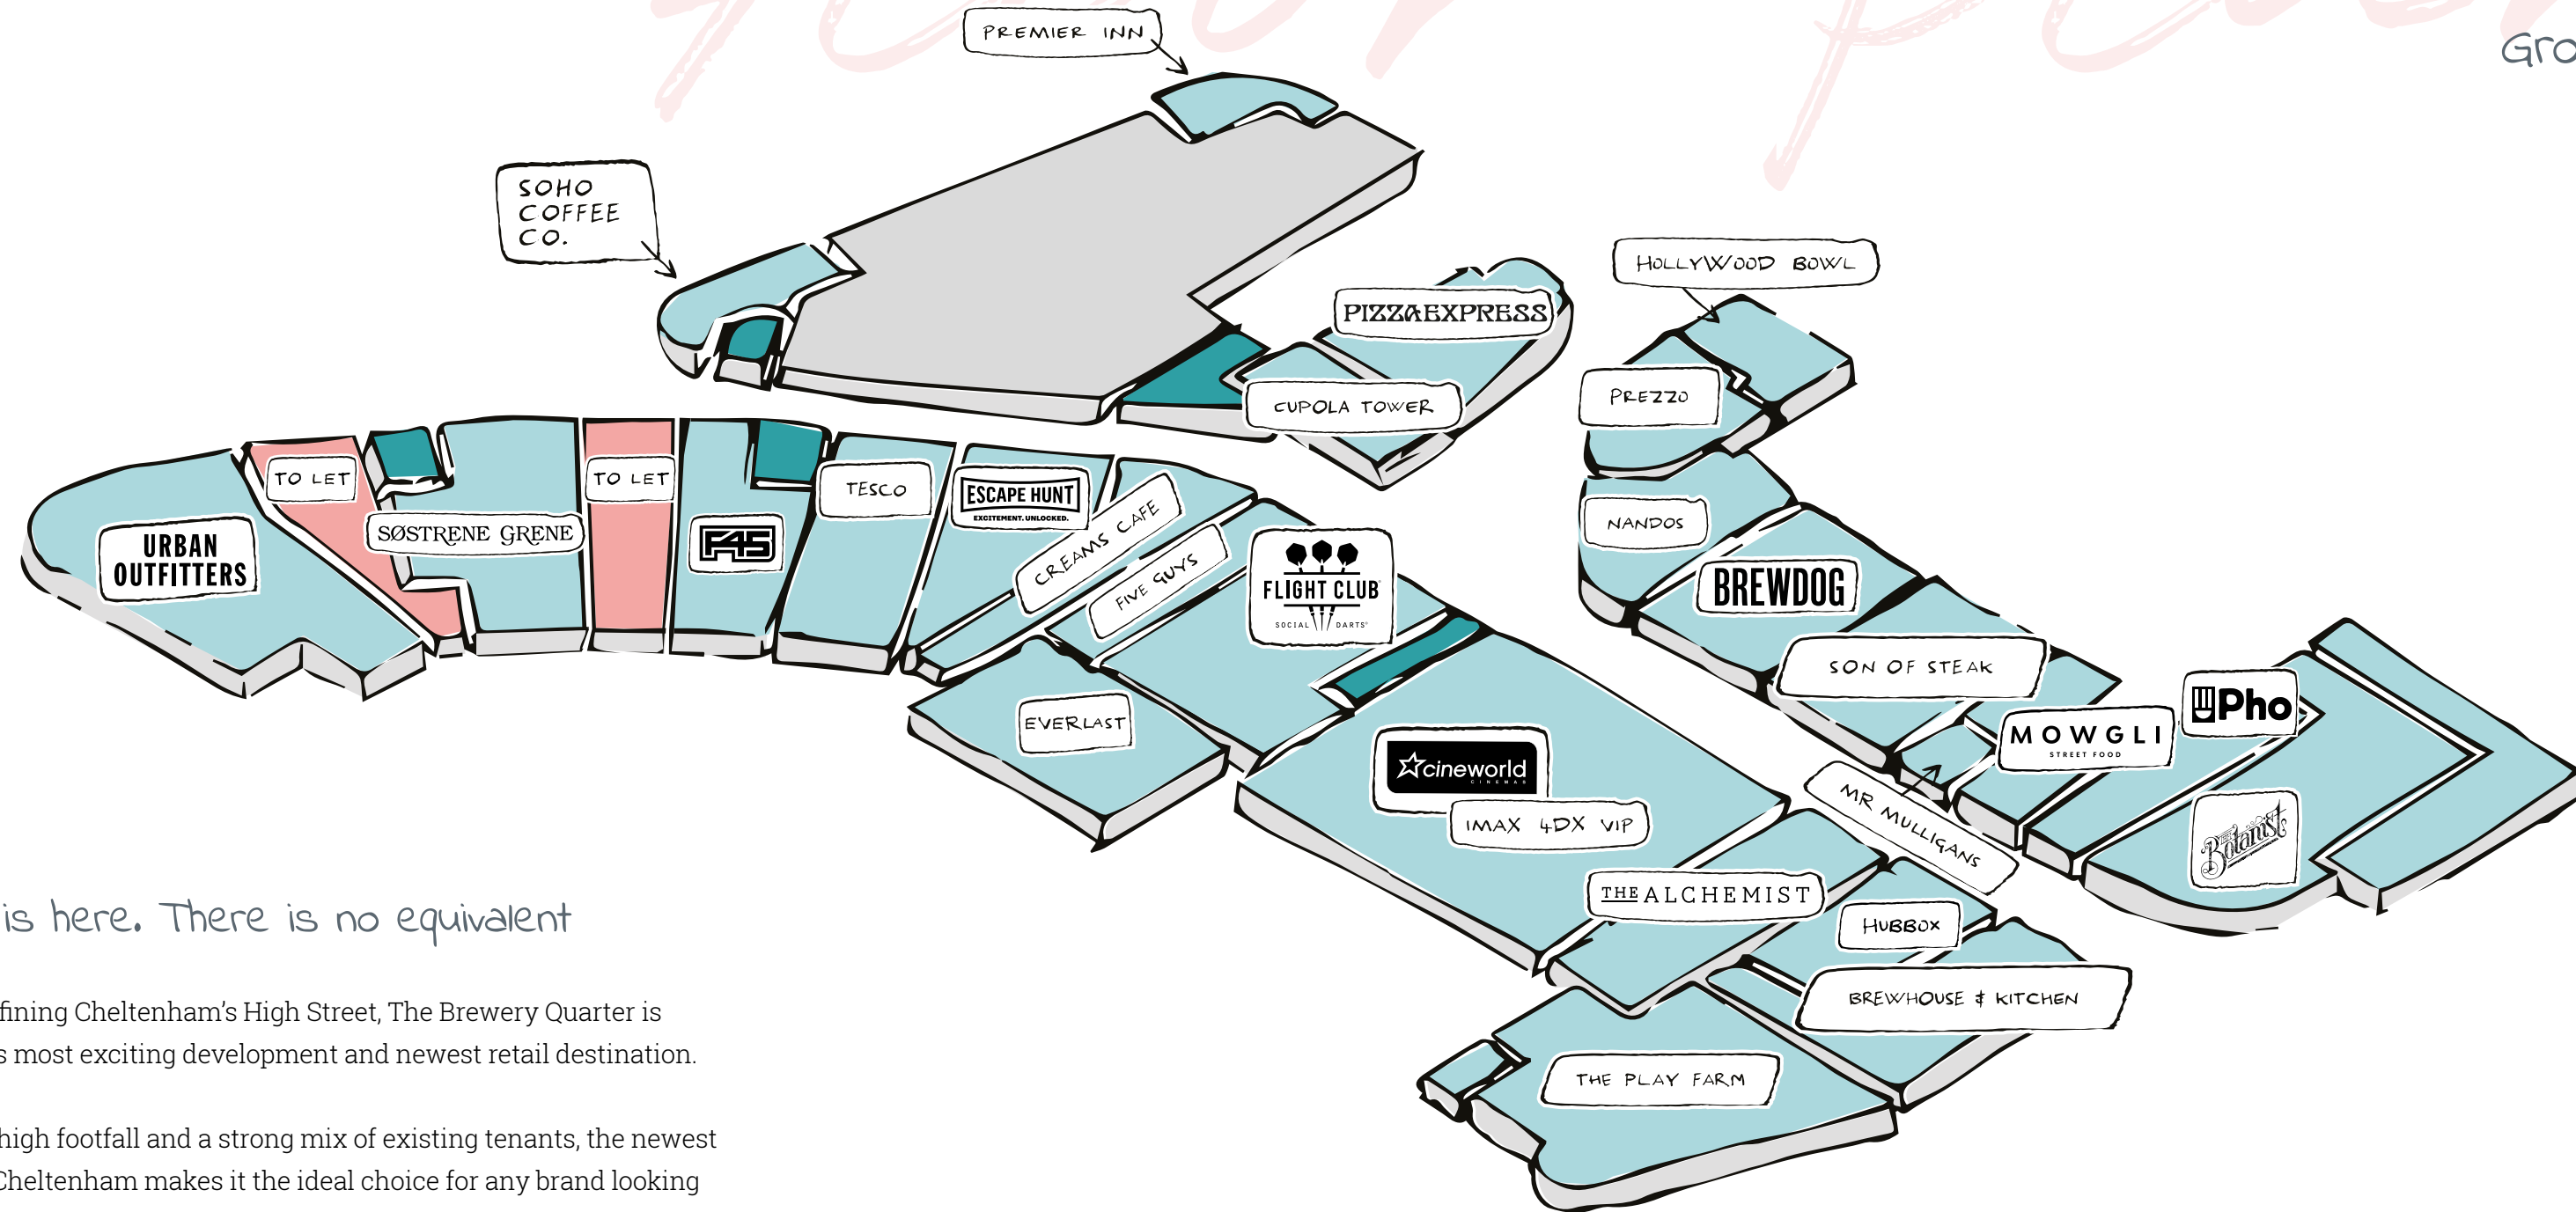 Gro
PREMIER INN
SOHO
COFFEE
CO.
HOLLYWOOD BOWL
PIZZAEXPRESS
PREZZO
CUPOLA TOWER
TO LET
TO LET
TESCO
ESCAPE HUNT
EXCITEMENT. UNLOCKED.
SØSTRENE GRENE
F45
URBAN
OUTFITTERS
CREAMS CAFE
FIVE GUYS
FLIGHT CLUB
SOCIAL DARTS
NANDOS
BREWDOG
SON OF STEAK
EVERLAST
Pho
MOWGLI
STREET FOOD
cineworld
CINEMAS
IMAX 4DX VIP
MR MULLIGANS
THE Botanist
THE ALCHEMIST
HUBBOX
BREWHOUSE & KITCHEN
THE PLAY FARM
is here. There is no equivalent
fining Cheltenham's High Street, The Brewery Quarter is
s most exciting development and newest retail destination.
high footfall and a strong mix of existing tenants, the newest
Cheltenham makes it the ideal choice for any brand looking